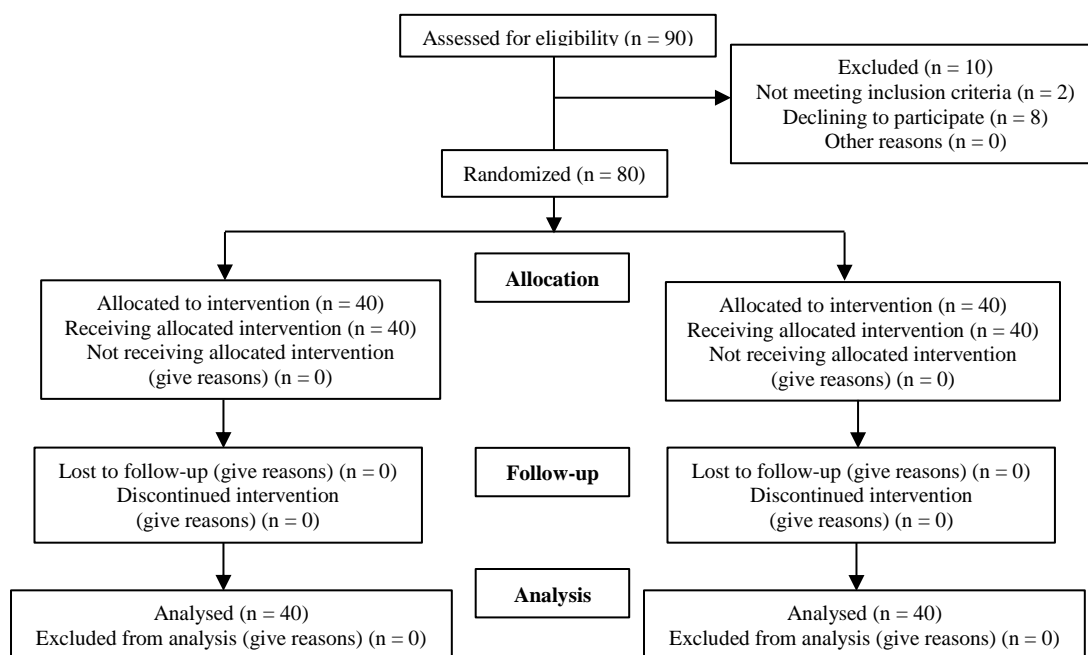 Assessed for eligibility (n = 90)
Excluded (n = 10)
Not meeting inclusion criteria (n = 2)
Declining to participate (n = 8)
Other reasons (n = 0)
Randomized (n = 80)
Allocation
Allocated to intervention (n = 40)
Receiving allocated intervention (n = 40)
Not receiving allocated intervention
(give reasons) (n = 0)
Allocated to intervention (n = 40)
Receiving allocated intervention (n = 40)
Not receiving allocated intervention
(give reasons) (n = 0)
Lost to follow-up (give reasons) (n = 0)
Discontinued intervention
(give reasons) (n = 0)
Follow-up
Lost to follow-up (give reasons) (n = 0)
Discontinued intervention
(give reasons) (n = 0)
Analysis
Analysed (n = 40)
Excluded from analysis (give reasons) (n = 0)
Analysed (n = 40)
Excluded from analysis (give reasons) (n = 0)